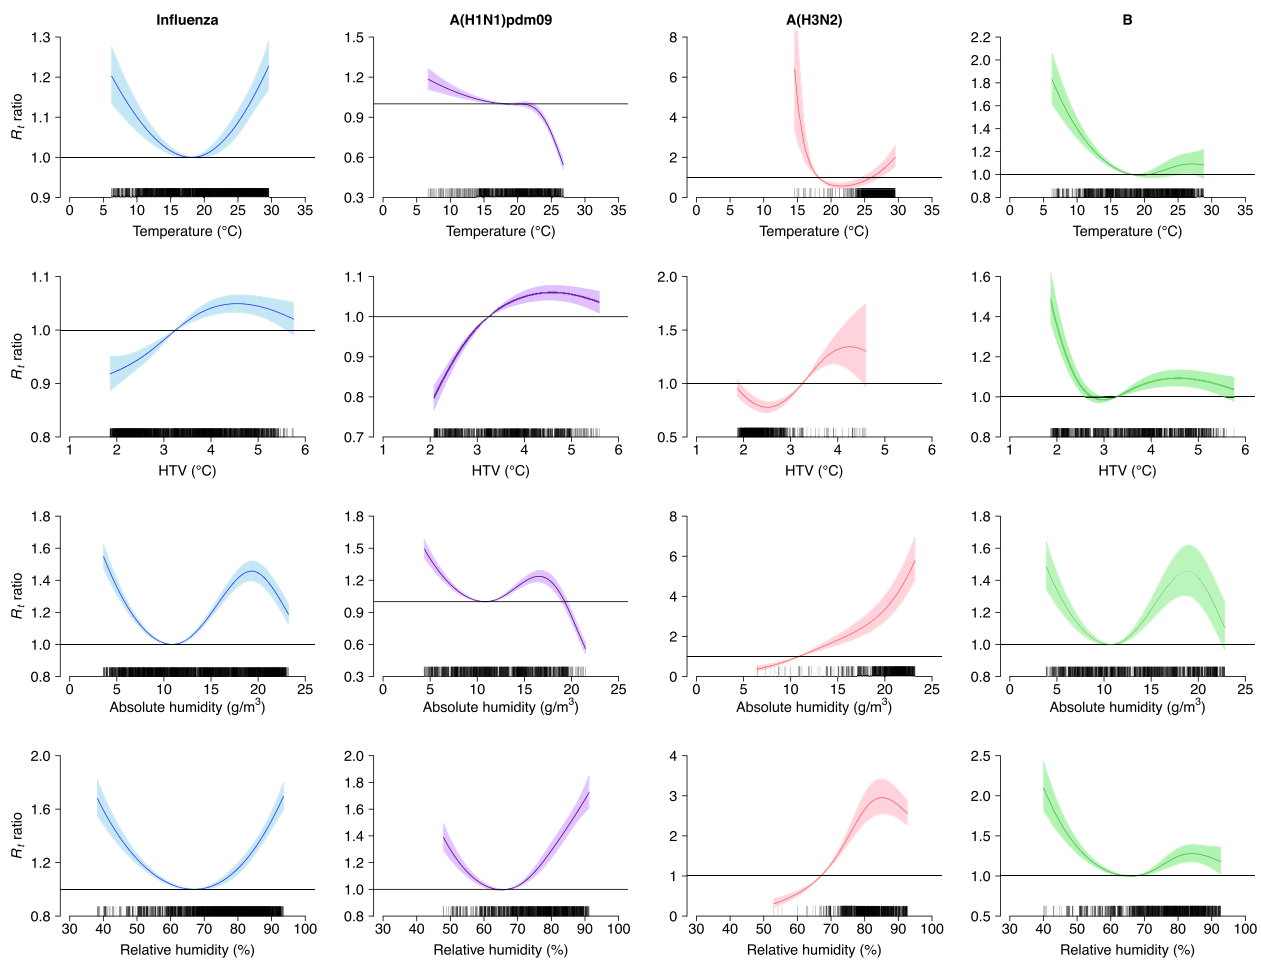 Influenza A(H1N1)pdm09 A(H3N2) B
1.3 1.2 1.1 1.0 0.9
Rt ratio
0 5 10 15 20 25 30 35
Temperature (°C)
1.5 1.2 0.9 0.6 0.3
0 5 10 15 20 25 30 35
Temperature (°C)
8 6 4 2 0
0 5 10 15 20 25 30 35
Temperature (°C)
2.2 2.0 1.8 1.6 1.4 1.2 1.0 0.8
0 5 10 15 20 25 30 35
Temperature (°C)
1.1 1.0 0.9 0.8
Rt ratio
1 2 3 4 5 6
HTV (°C)
1.1 1.0 0.9 0.8 0.7
1 2 3 4 5 6
HTV (°C)
2.0 1.5 1.0 0.5
1 2 3 4 5 6
HTV (°C)
1.6 1.4 1.2 1.0 0.8
1 2 3 4 5 6
HTV (°C)
1.8 1.6 1.4 1.2 1.0 0.8
Rt ratio
0 5 10 15 20 25
Absolute humidity (g/m³)
1.8 1.5 1.2 0.9 0.6 0.3
0 5 10 15 20 25
Absolute humidity (g/m³)
8 6 4 2 0
0 5 10 15 20 25
Absolute humidity (g/m³)
1.8 1.6 1.4 1.2 1.0 0.8
0 5 10 15 20 25
Absolute humidity (g/m³)
2.0 1.6 1.2 1.0 0.8
Rt ratio
30 40 50 60 70 80 90 100
Relative humidity (%)
2.0 1.8 1.6 1.4 1.2 1.0 0.8
30 40 50 60 70 80 90 100
Relative humidity (%)
4 3 2 1 0
30 40 50 60 70 80 90 100
Relative humidity (%)
2.5 2.0 1.5 1.0 0.5
30 40 50 60 70 80 90 100
Relative humidity (%)